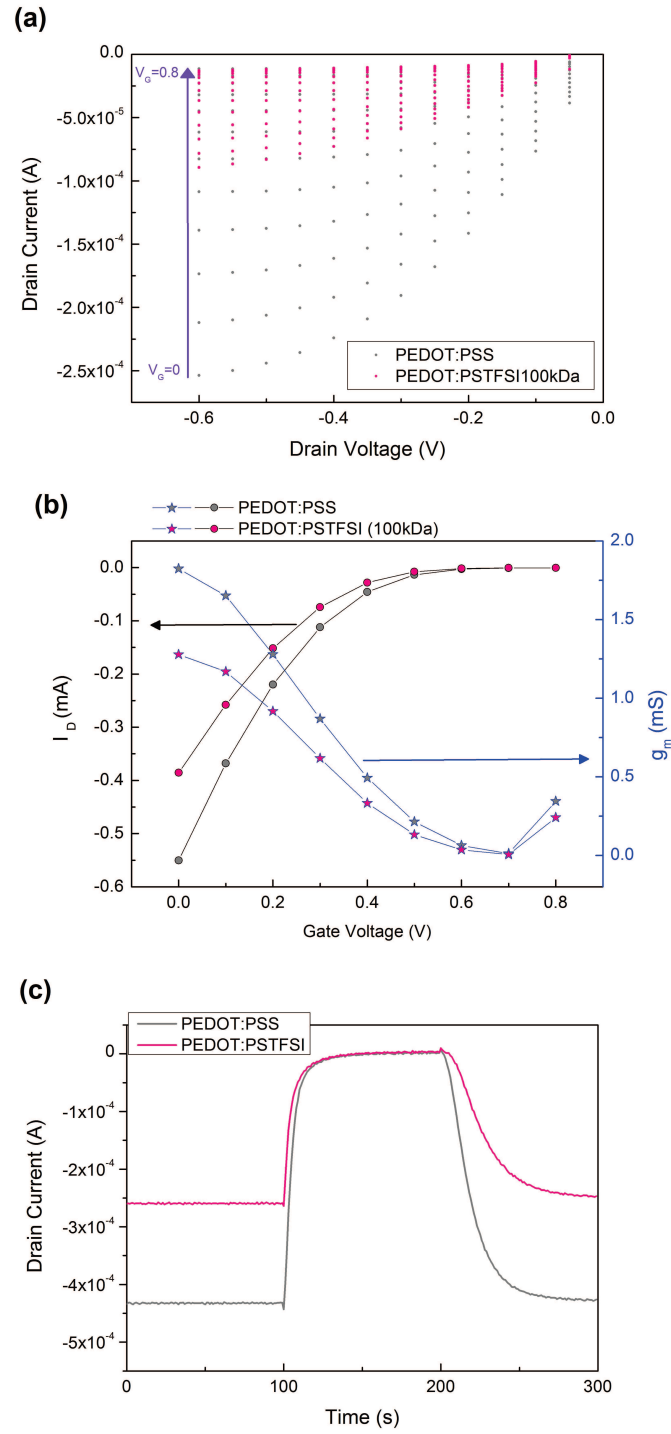 (a)
0.0
-5.0x10⁻⁵
-1.0x10⁻⁴
-1.5x10⁻⁴
-2.0x10⁻⁴
-2.5x10⁻⁴
Drain Current (A)
V_G=0.8
V_G=0
PEDOT:PSS
PEDOT:PSTFSI100kDa
-0.6 -0.4 -0.2 0.0
Drain Voltage (V)
(b)
PEDOT:PSS
PEDOT:PSTFSI (100kDa)
0.0
-0.1
-0.2
-0.3
-0.4
-0.5
-0.6
I_D (mA)
2.0
1.5
1.0
0.5
0.0
g_m (mS)
0.0 0.2 0.4 0.6 0.8
Gate Voltage (V)
(c)
PEDOT:PSS
PEDOT:PSTFSI
0
-1x10⁻⁴
-2x10⁻⁴
-3x10⁻⁴
-4x10⁻⁴
-5x10⁻⁴
Drain Current (A)
0 100 200 300
Time (s)